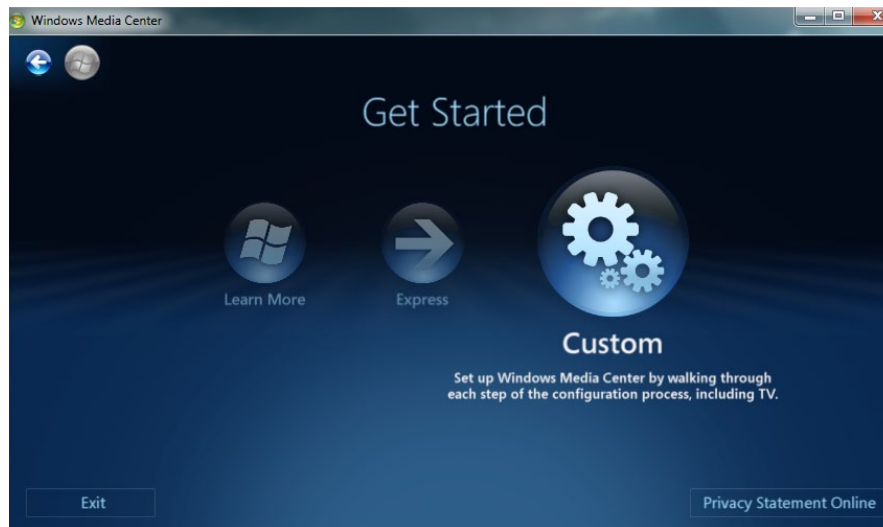 Windows Media Center
Get Started
Learn More
Express
Custom
Set up Windows Media Center by walking through
each step of the configuration process, including TV.
Exit
Privacy Statement Online